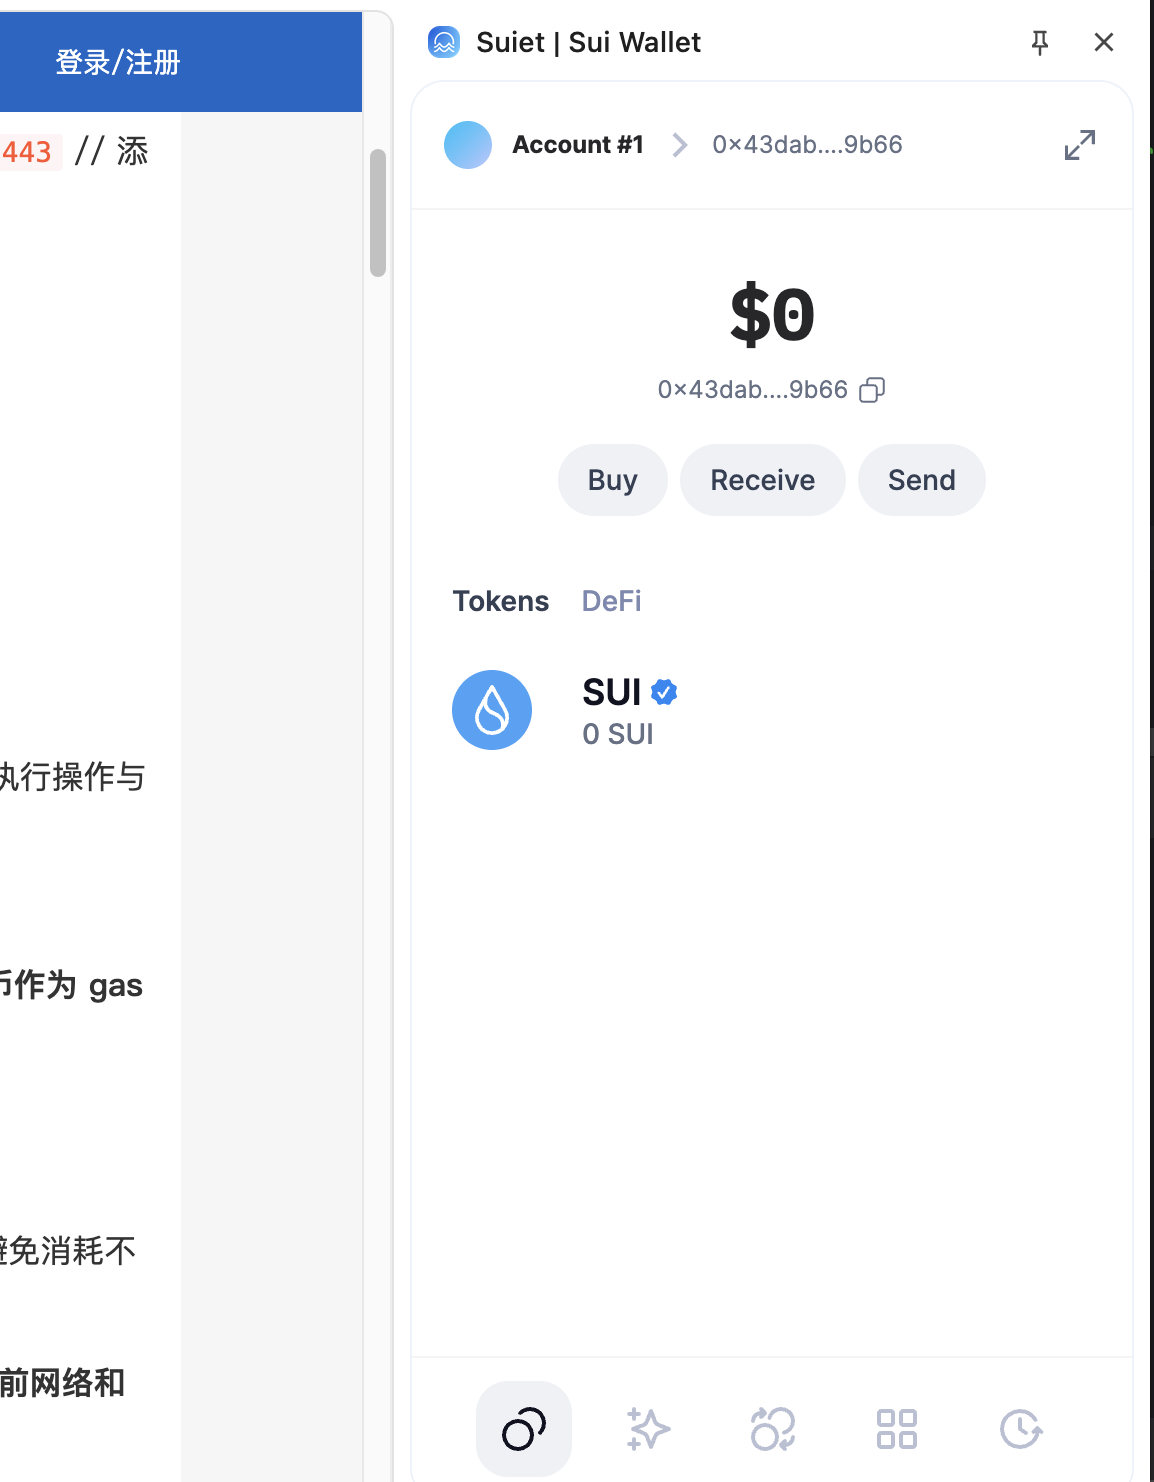 登录/注册
443 // 添
执行操作与
币作为 gas
避免消耗不
前网络和
Suiet | Sui Wallet
Account #1 0×43dab....9b66
$0
0×43dab....9b66
Buy Receive Send
Tokens DeFi
SUI
0 SUI